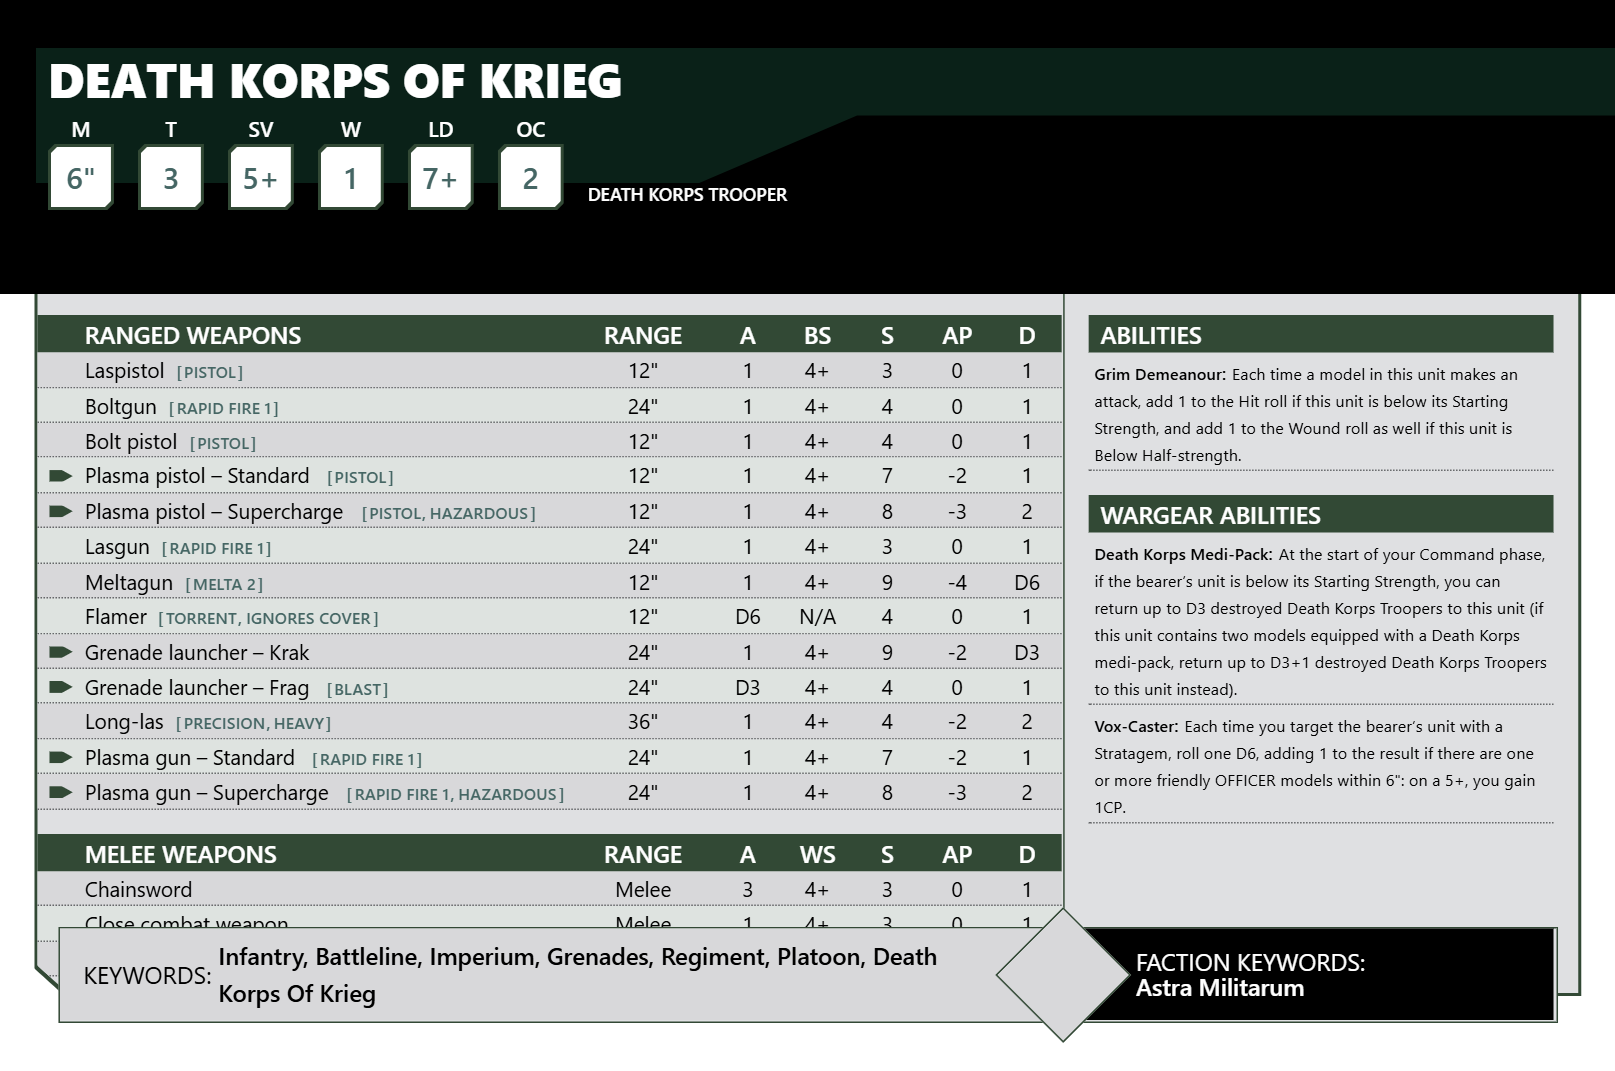 DEATH KORPS OF KRIEG
M T SV W LD OC
6" 3 5+ 1 7+ 2
DEATH KORPS TROOPER
RANGED WEAPONS RANGE A BS S AP D
Laspistol [PISTOL] 12" 1 4+ 3 0 1
Boltgun [RAPID FIRE 1] 24" 1 4+ 4 0 1
Bolt pistol [PISTOL] 12" 1 4+ 4 0 1
Plasma pistol – Standard [PISTOL] 12" 1 4+ 7 -2 1
Plasma pistol – Supercharge [PISTOL, HAZARDOUS] 12" 1 4+ 8 -3 2
Lasgun [RAPID FIRE 1] 24" 1 4+ 3 0 1
Meltagun [MELTA 2] 12" 1 4+ 9 -4 D6
Flamer [TORRENT, IGNORES COVER] 12" D6 N/A 4 0 1
Grenade launcher – Krak 24" 1 4+ 9 -2 D3
Grenade launcher – Frag [BLAST] 24" D3 4+ 4 0 1
Long-las [PRECISION, HEAVY] 36" 1 4+ 4 -2 2
Plasma gun – Standard [RAPID FIRE 1] 24" 1 4+ 7 -2 1
Plasma gun – Supercharge [RAPID FIRE 1, HAZARDOUS] 24" 1 4+ 8 -3 2
MELEE WEAPONS RANGE A WS S AP D
Chainsword Melee 3 4+ 3 0 1
Close combat weapon Melee 1 4+ 3 0 1
ABILITIES
Grim Demeanour: Each time a model in this unit makes an
attack, add 1 to the Hit roll if this unit is below its Starting
Strength, and add 1 to the Wound roll as well if this unit is
Below Half-strength.
WARGEAR ABILITIES
Death Korps Medi-Pack: At the start of your Command phase,
if the bearer's unit is below its Starting Strength, you can
return up to D3 destroyed Death Korps Troopers to this unit (if
this unit contains two models equipped with a Death Korps
medi-pack, return up to D3+1 destroyed Death Korps Troopers
to this unit instead).
Vox-Caster: Each time you target the bearer's unit with a
Stratagem, roll one D6, adding 1 to the result if there are one
or more friendly OFFICER models within 6": on a 5+, you gain
1CP.
KEYWORDS: Infantry, Battleline, Imperium, Grenades, Regiment, Platoon, Death
Korps Of Krieg
FACTION KEYWORDS:
Astra Militarum